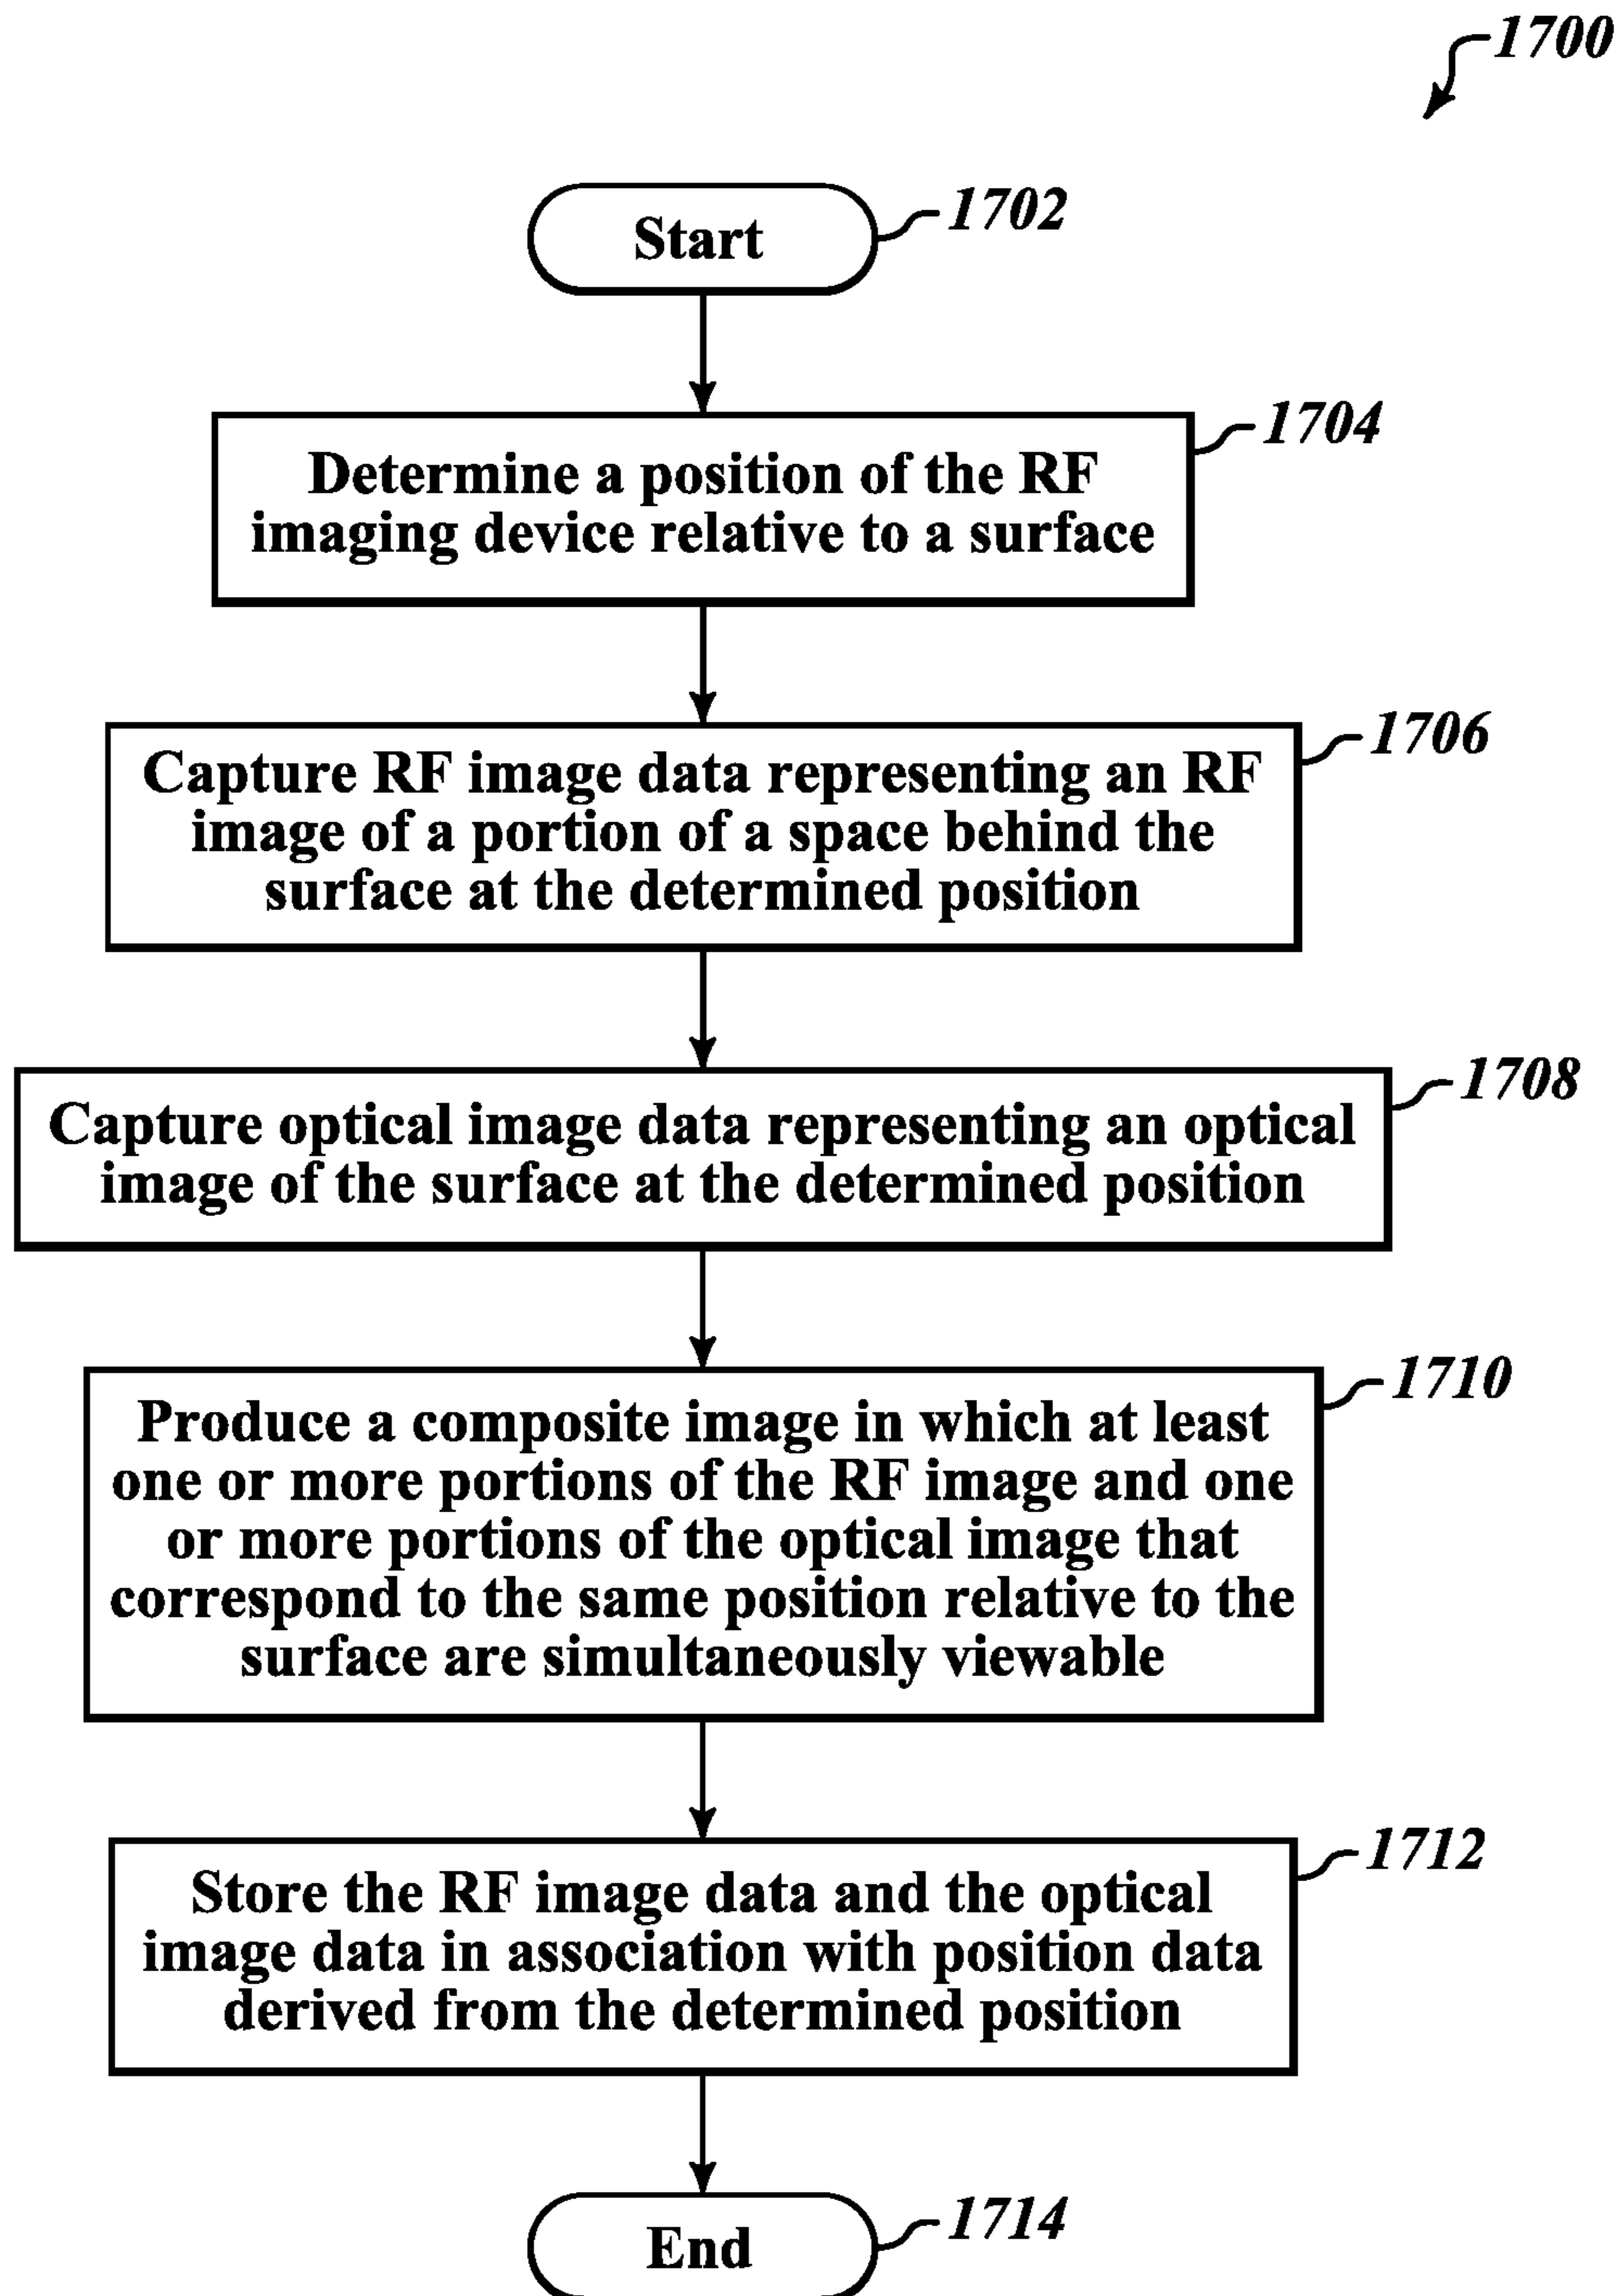 1700
Start
1702
Determine a position of the RF
imaging device relative to a surface
1704
Capture RF image data representing an RF
image of a portion of a space behind the
surface at the determined position
1706
Capture optical image data representing an optical
image of the surface at the determined position
1708
Produce a composite image in which at least
one or more portions of the RF image and one
or more portions of the optical image that
correspond to the same position relative to the
surface are simultaneously viewable
1710
Store the RF image data and the optical
image data in association with position data
derived from the determined position
1712
End
1714